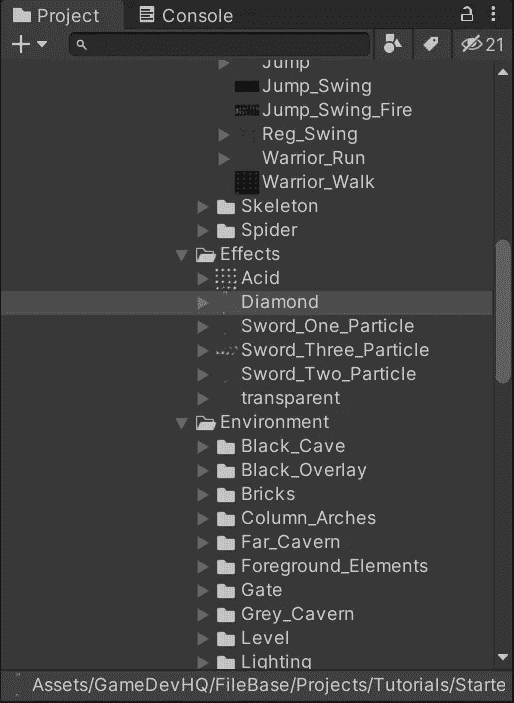 Project Console
21
Jump
Jump_Swing
Jump_Swing_Fire
Reg_Swing
Warrior_Run
Warrior_Walk
Skeleton
Spider
Effects
Acid
Diamond
Sword_One_Particle
Sword_Three_Particle
Sword_Two_Particle
transparent
Environment
Black_Cave
Black_Overlay
Bricks
Column_Arches
Far_Cavern
Foreground_Elements
Gate
Grey_Cavern
Level
Lighting
Assets/GameDevHQ/FileBase/Projects/Tutorials/Starte